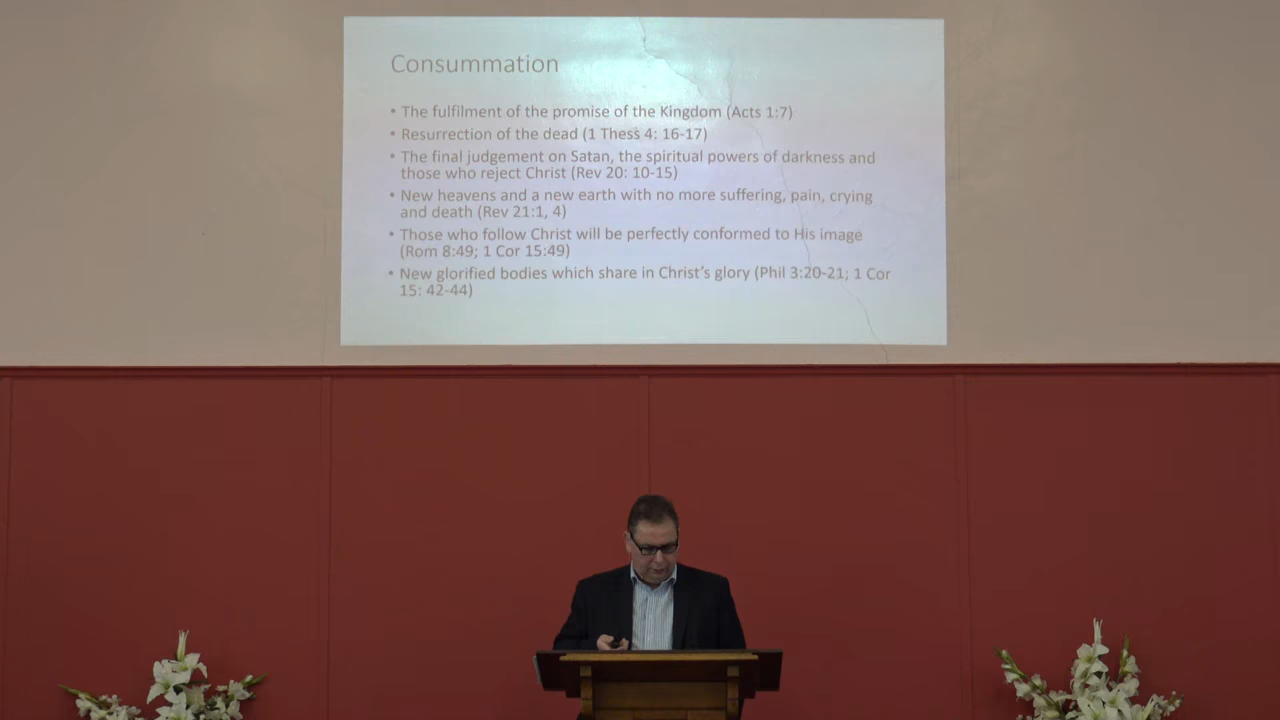 Consummation
• The fulfilment of the promise of the Kingdom (Acts 1:7)
• Resurrection of the dead (1 Thess 4: 16-17)
• The final judgement on Satan, the spiritual powers of darkness and
those who reject Christ (Rev 20: 10-15)
• New heavens and a new earth with no more suffering, pain, crying
and death (Rev 21:1, 4)
• Those who follow Christ will be perfectly conformed to His image
(Rom 8:49; 1 Cor 15:49)
• New glorified bodies which share in Christ's glory (Phil 3:20-21; 1 Cor
15: 42-44)